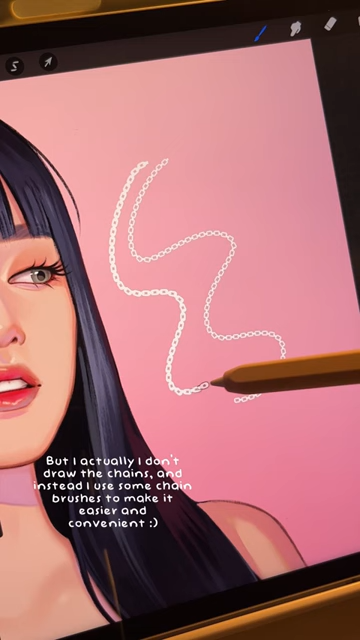 But I actually I don't
draw the chains, and
instead I use some chain
brushes to make it
easier and
convenient :)